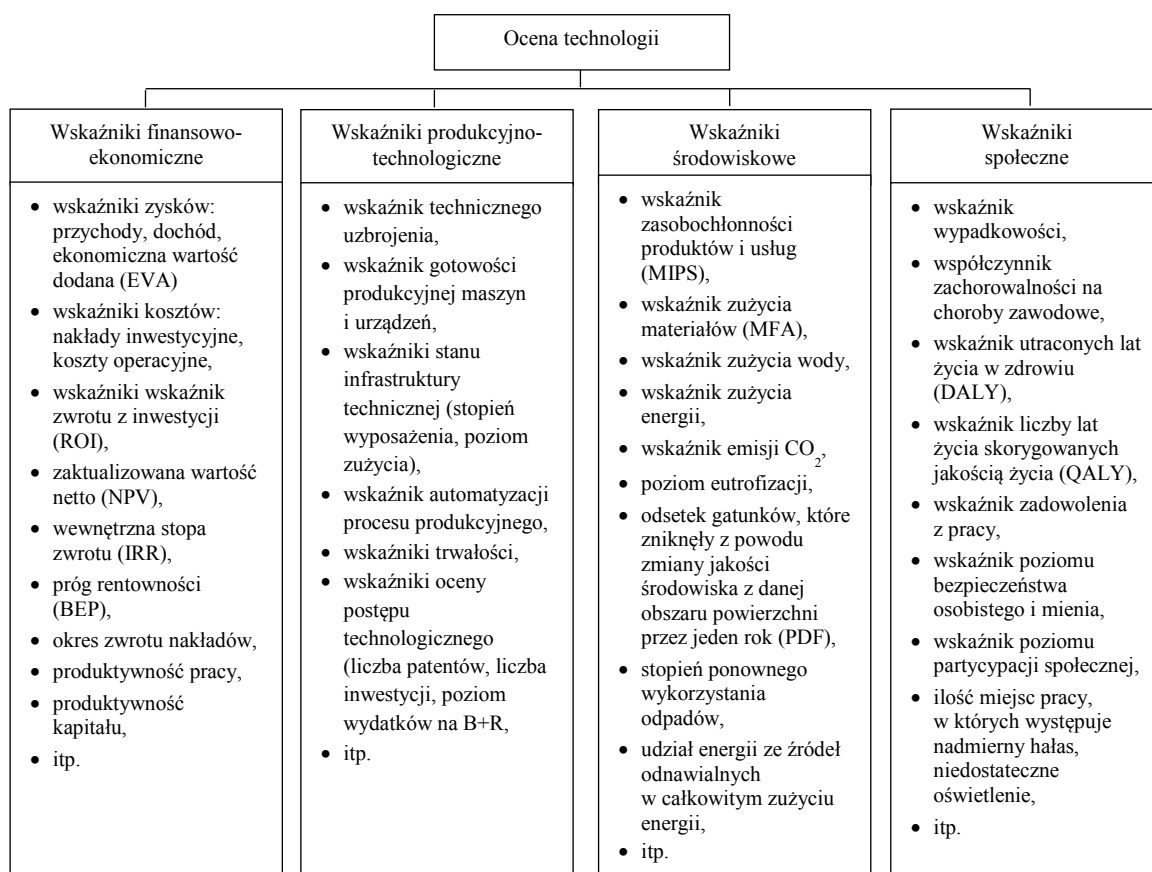 Ocena technologii
Wskaźniki finansowo-
ekonomiczne
• wskaźniki zysków:
przychody, dochód,
ekonomiczna wartość
dodana (EVA)
• wskaźniki kosztów:
nakłady inwestycyjne,
koszty operacyjne,
• wskaźniki wskaźnik
zwrotu z inwestycji
(ROI),
• zaktualizowana wartość
netto (NPV),
• wewnętrzna stopa
zwrotu (IRR),
• próg rentowności
(BEP),
• okres zwrotu nakładów,
• produktywność pracy,
• produktywność
kapitału,
• itp.
Wskaźniki produkcyjno-
technologiczne
• wskaźnik technicznego
uzbrojenia,
• wskaźnik gotowości
produkcyjnej maszyn
i urządzeń,
• wskaźniki stanu
infrastruktury
technicznej (stopień
wyposażenia, poziom
zużycia),
• wskaźnik automatyzacji
procesu produkcyjnego,
• wskaźniki trwałości,
• wskaźniki oceny
postępu
technologicznego
(liczba patentów, liczba
inwestycji, poziom
wydatków na B+R,
• itp.
Wskaźniki
środowiskowe
• wskaźnik
zasobochłonności
produktów i usług
(MIPS),
• wskaźnik zużycia
materiałów (MFA),
• wskaźnik zużycia wody,
• wskaźnik zużycia
energii,
• wskaźnik emisji CO₂,
• poziom eutrofizacji,
• odsetek gatunków, które
zniknęły z powodu
zmiany jakości
środowiska z danej
obszaru powierzchni
przez jeden rok (PDF),
• stopień ponownego
wykorzystania
odpadów,
• udział energii ze źródeł
odnawialnych
w całkowitym zużyciu
energii,
• itp.
Wskaźniki
społeczne
• wskaźnik
wypadkowości,
• współczynnik
zachorowalności na
choroby zawodowe,
• wskaźnik utraconych lat
życia w zdrowiu
(DALY),
• wskaźnik liczby lat
życia skorygowanych
jakością życia (QALY),
• wskaźnik zadowolenia
z pracy,
• wskaźnik poziomu
bezpieczeństwa
osobistego i mienia,
• wskaźnik poziomu
partycypacji społecznej,
• ilość miejsc pracy,
w których występuje
nadmierny hałas,
niedostateczne
oświetlenie,
• itp.